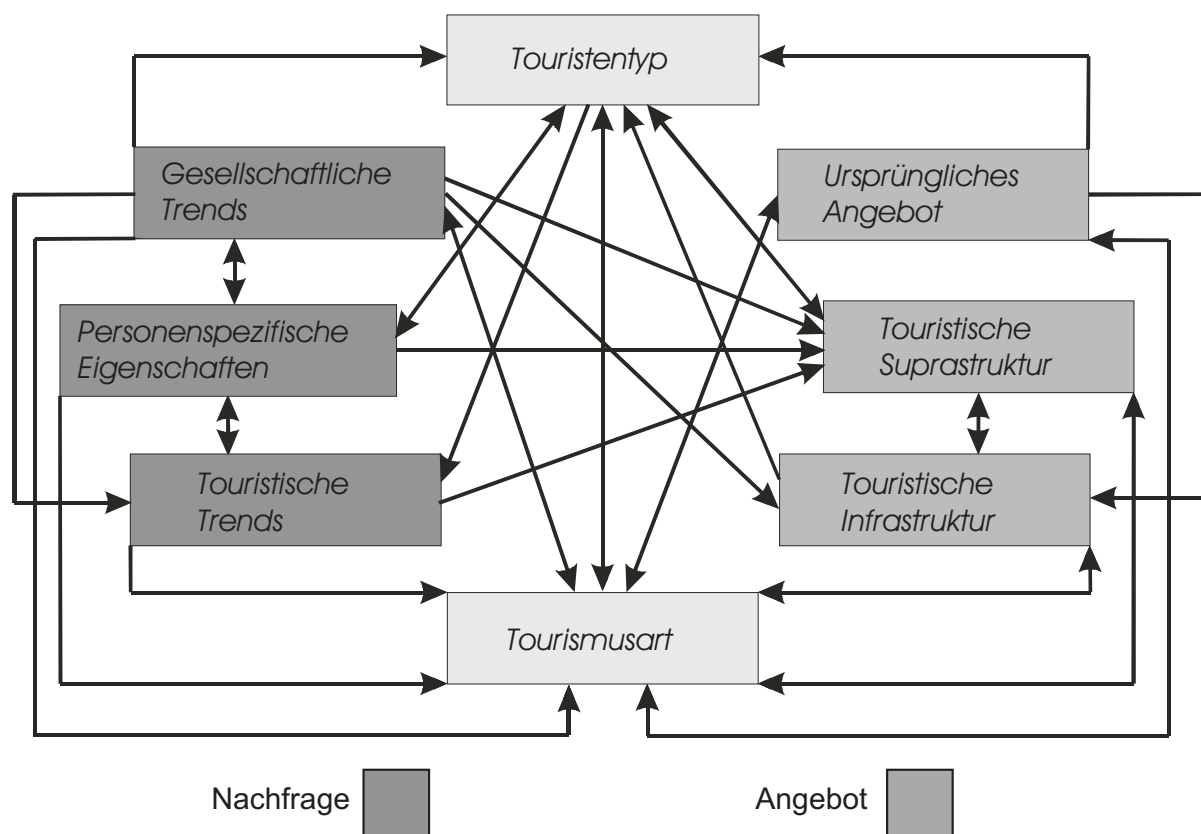 Touristentyp
Gesellschaftliche
Trends
Ursprüngliches
Angebot
Personenspezifische
Eigenschaften
Touristische
Suprastruktur
Touristische
Trends
Touristische
Infrastruktur
Tourismusart
Nachfrage
Angebot